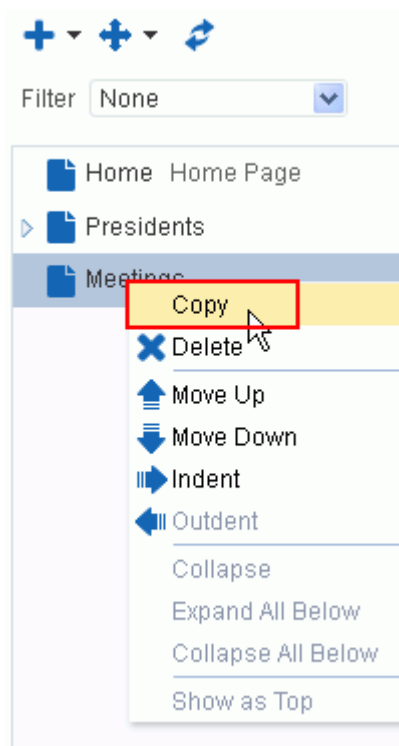 Filter None
Home Home Page
Presidents
Meetings
Copy
Delete
Move Up
Move Down
Indent
Outdent
Collapse
Expand All Below
Collapse All Below
Show as Top